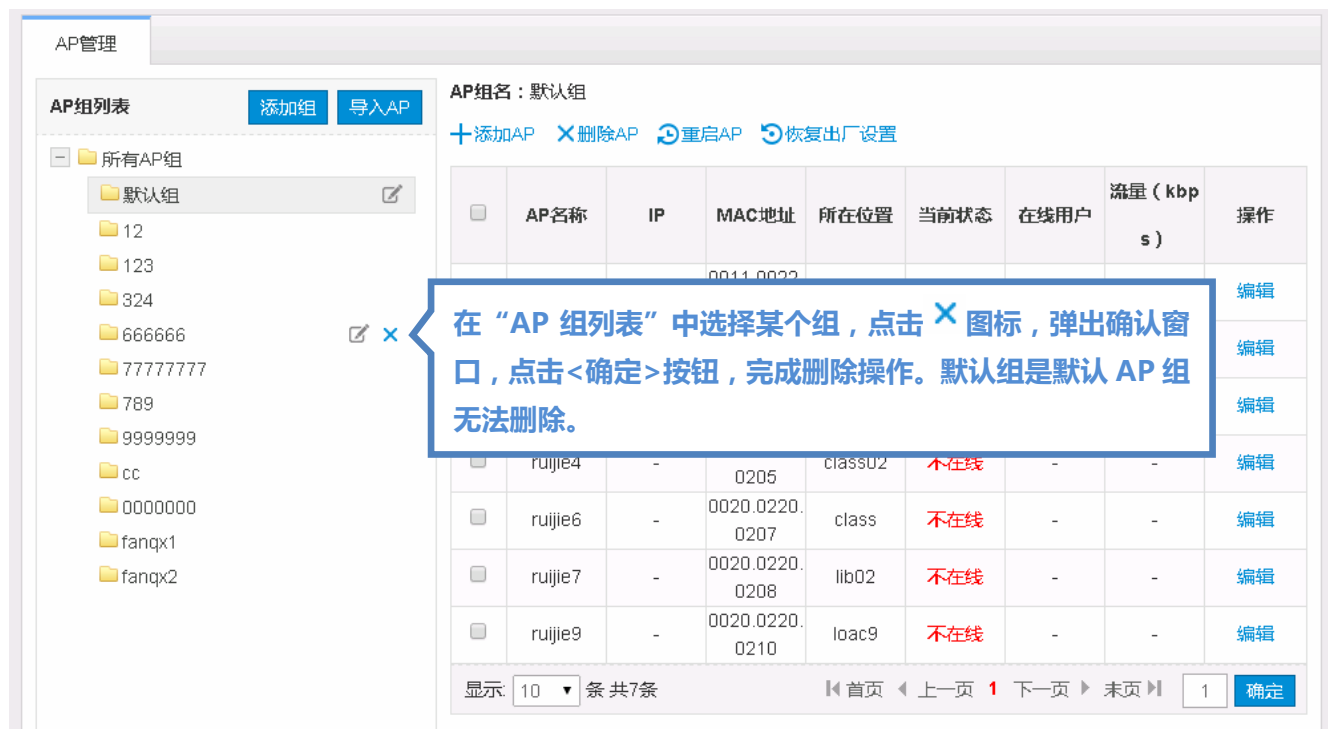 AP管理
AP组列表 添加组 导入AP
所有AP组
默认组
12
123
324
666666
77777777
789
9999999
cc
0000000
fanqx1
fanqx2
AP组名：默认组
添加AP 删除AP 重启AP 恢复出厂设置
AP名称 IP MAC地址 所在位置 当前状态 在线用户 流量（kbp
s） 操作
编辑
编辑
编辑
在“AP 组列表”中选择某个组，点击 × 图标，弹出确认窗
口，点击<确定>按钮，完成删除操作。默认组是默认 AP 组
无法删除。
ruijie4 - 0205 class02 不在线 - - 编辑
ruijie6 - 0020.0220.
0207 class 不在线 - - 编辑
ruijie7 - 0020.0220.
0208 lib02 不在线 - - 编辑
ruijie9 - 0020.0220.
0210 loac9 不在线 - - 编辑
显示: 10 条 共7条 首页 上一页 1 下一页 末页 1 确定